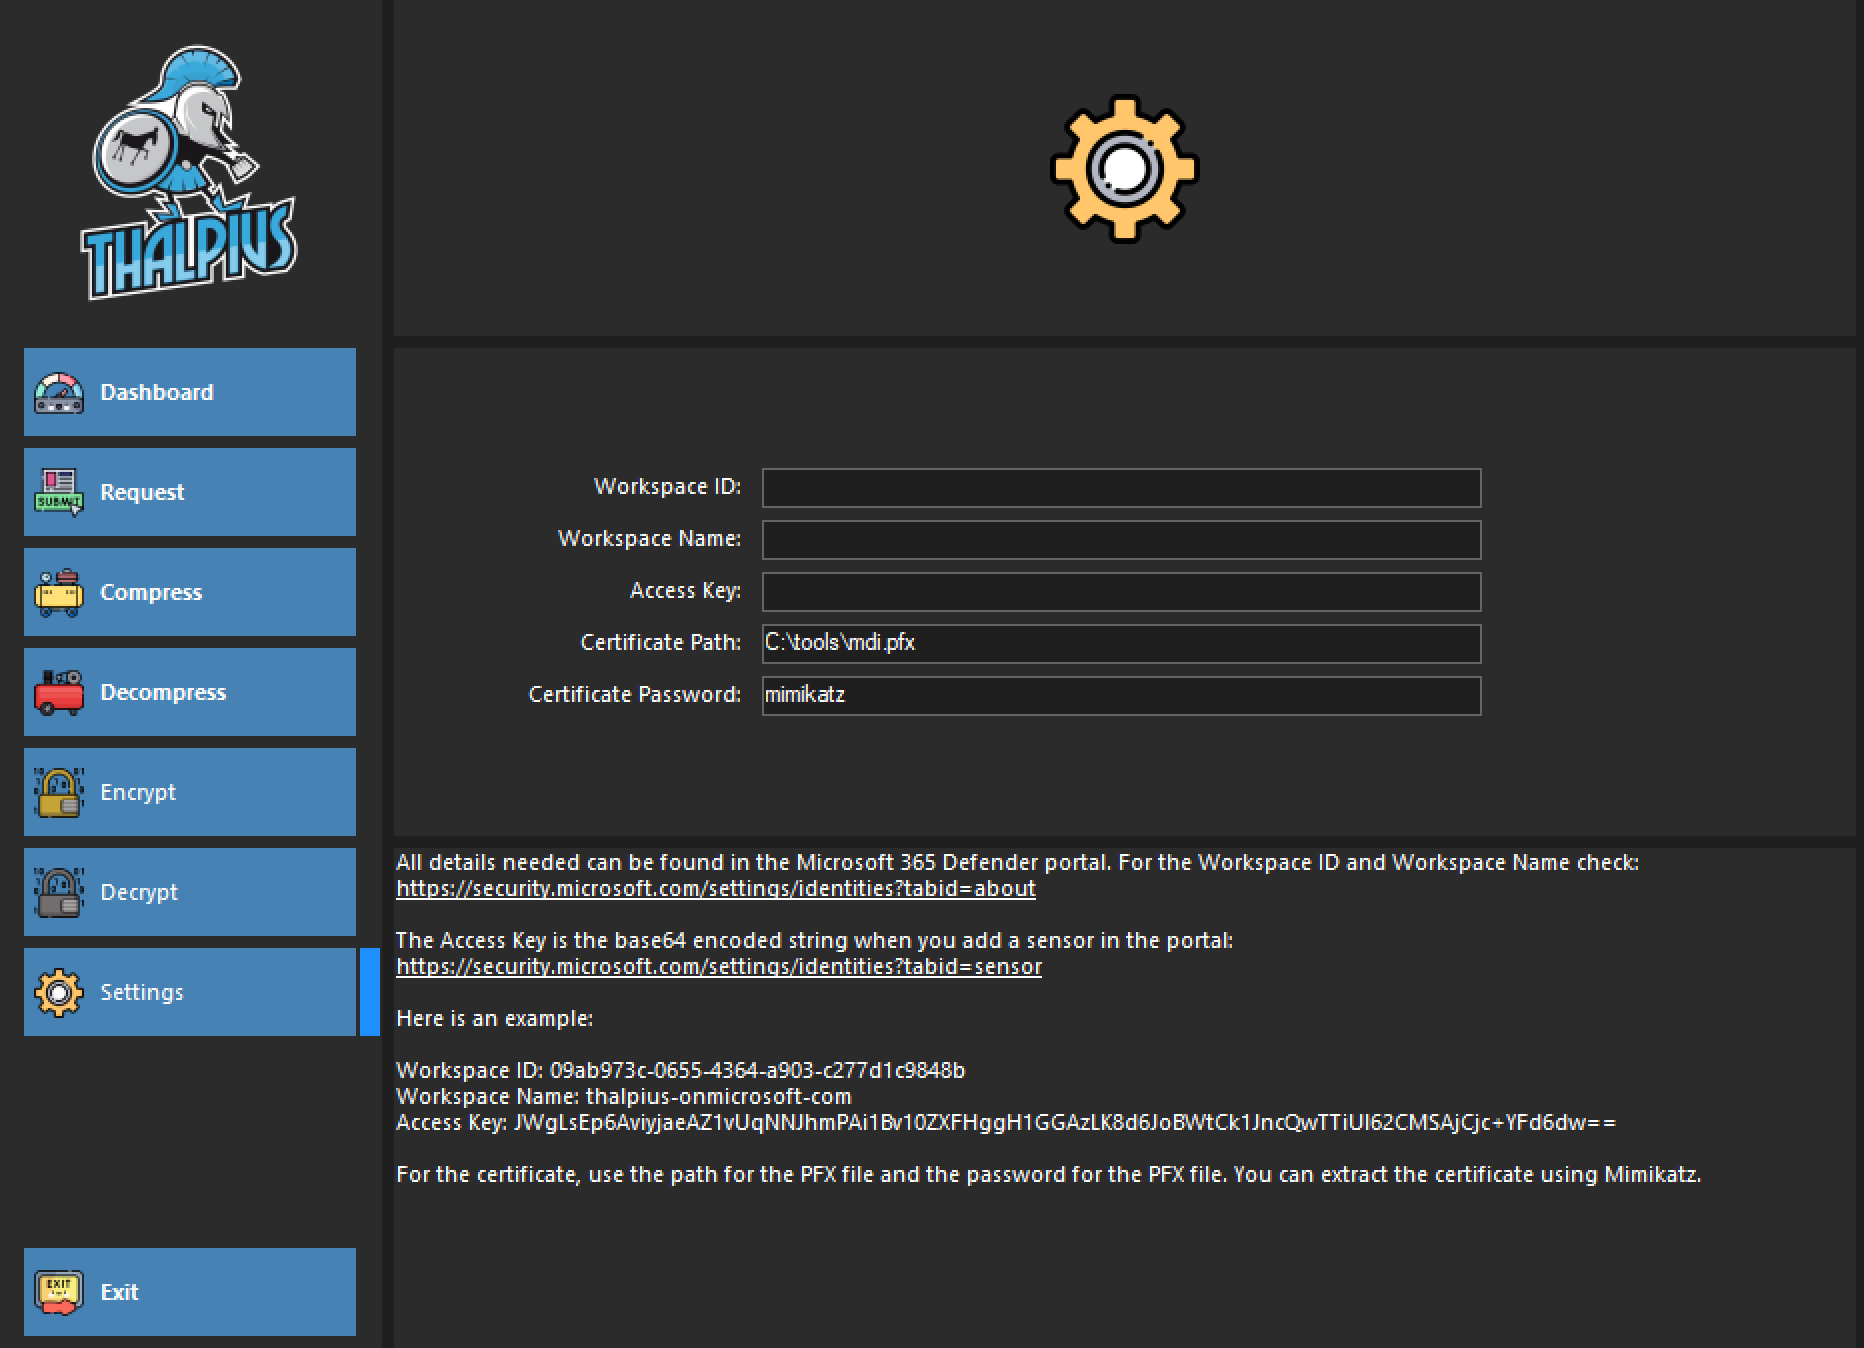 THALPIUS
Dashboard
SUBMIT
Request
Compress
Decompress
Encrypt
Decrypt
Settings
EXIT
Exit
Workspace ID:
Workspace Name:
Access Key:
Certificate Path: C:\tools\mdi.pfx
Certificate Password: mimikatz
All details needed can be found in the Microsoft 365 Defender portal. For the Workspace ID and Workspace Name check:
https://security.microsoft.com/settings/identities?tabid=about
The Access Key is the base64 encoded string when you add a sensor in the portal:
https://security.microsoft.com/settings/identities?tabid=sensor
Here is an example:
Workspace ID: 09ab973c-0655-4364-a903-c277d1c9848b
Workspace Name: thalpius-onmicrosoft-com
Access Key: JWgLsEp6AviyjaeAZ1vUqNNJhmPAi1Bv10ZXFHggH1GGAzLK8d6JoBWtCk1JncQwTTiUI62CMSAjCjc+YFd6dw==
For the certificate, use the path for the PFX file and the password for the PFX file. You can extract the certificate using Mimikatz.